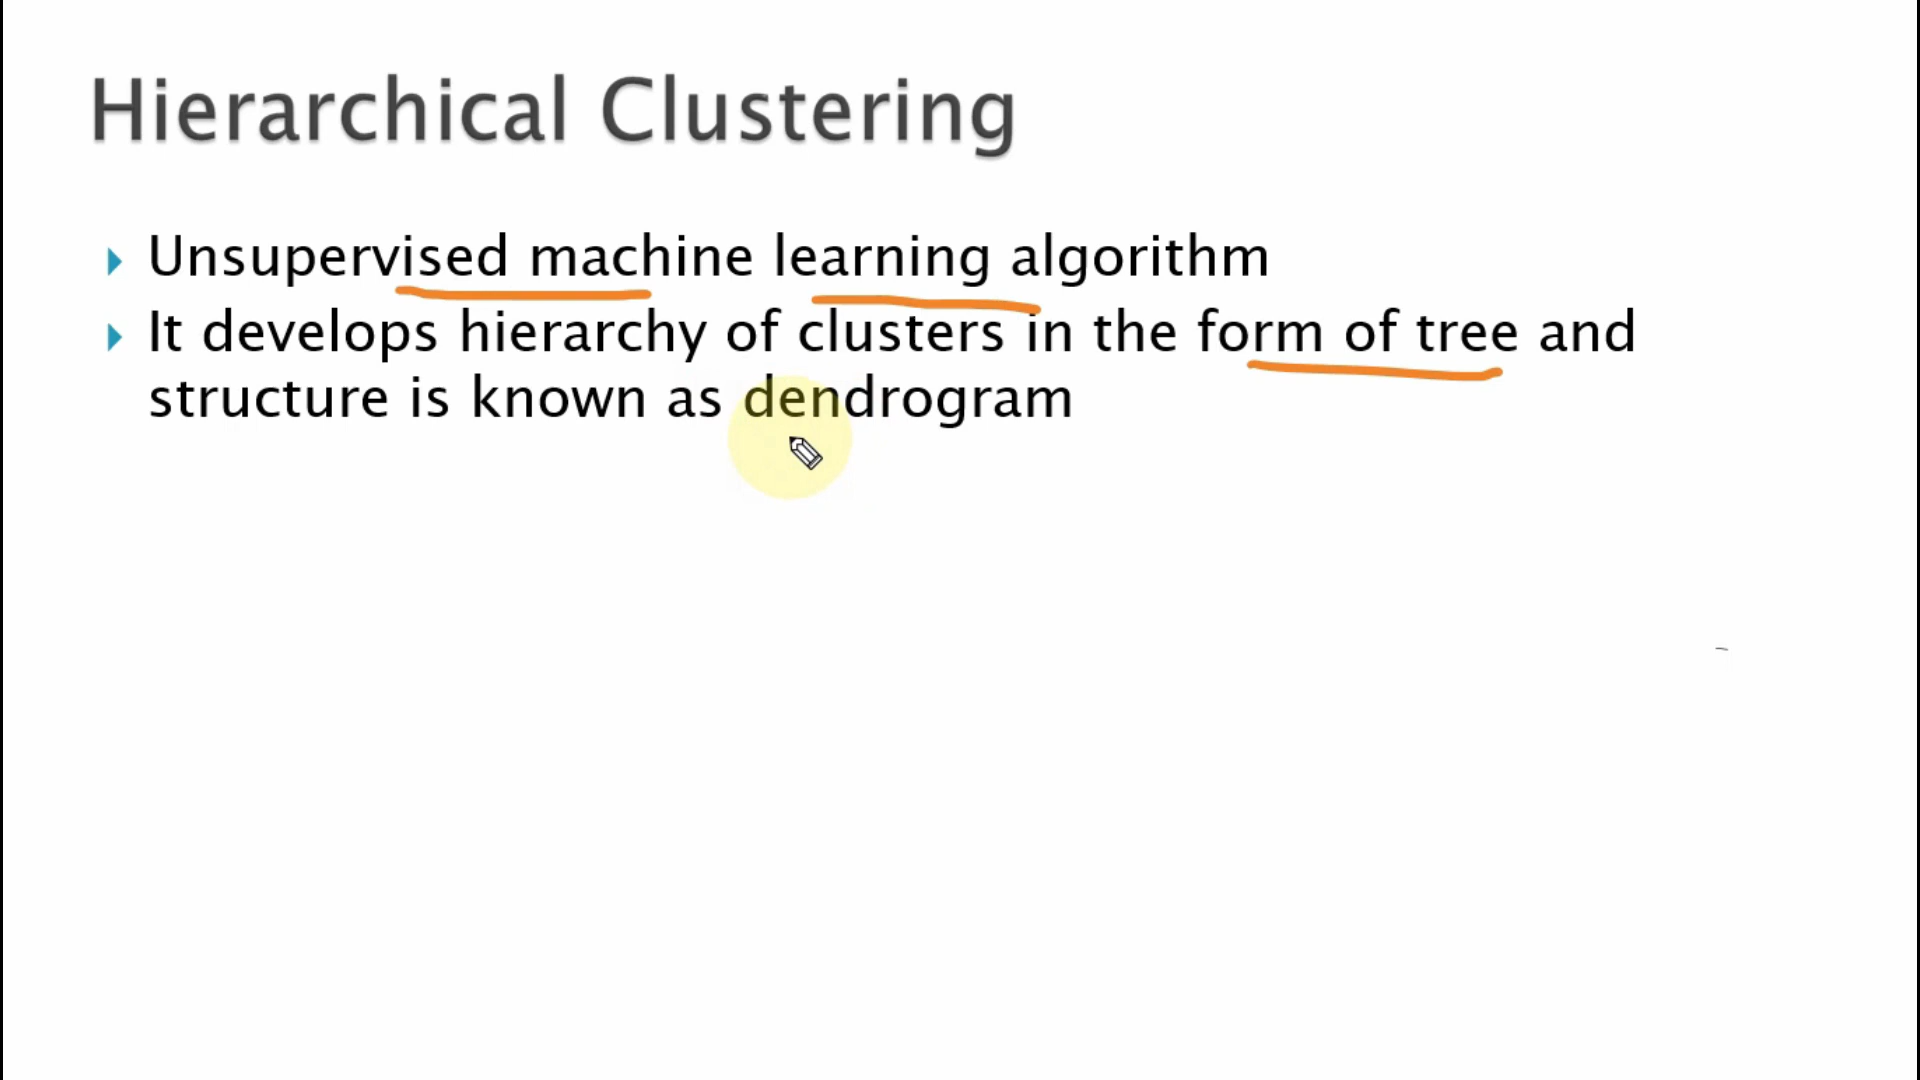 Hierarchical Clustering
Unsupervised machine learning algorithm
It develops hierarchy of clusters in the form of tree and
structure is known as dendrogram